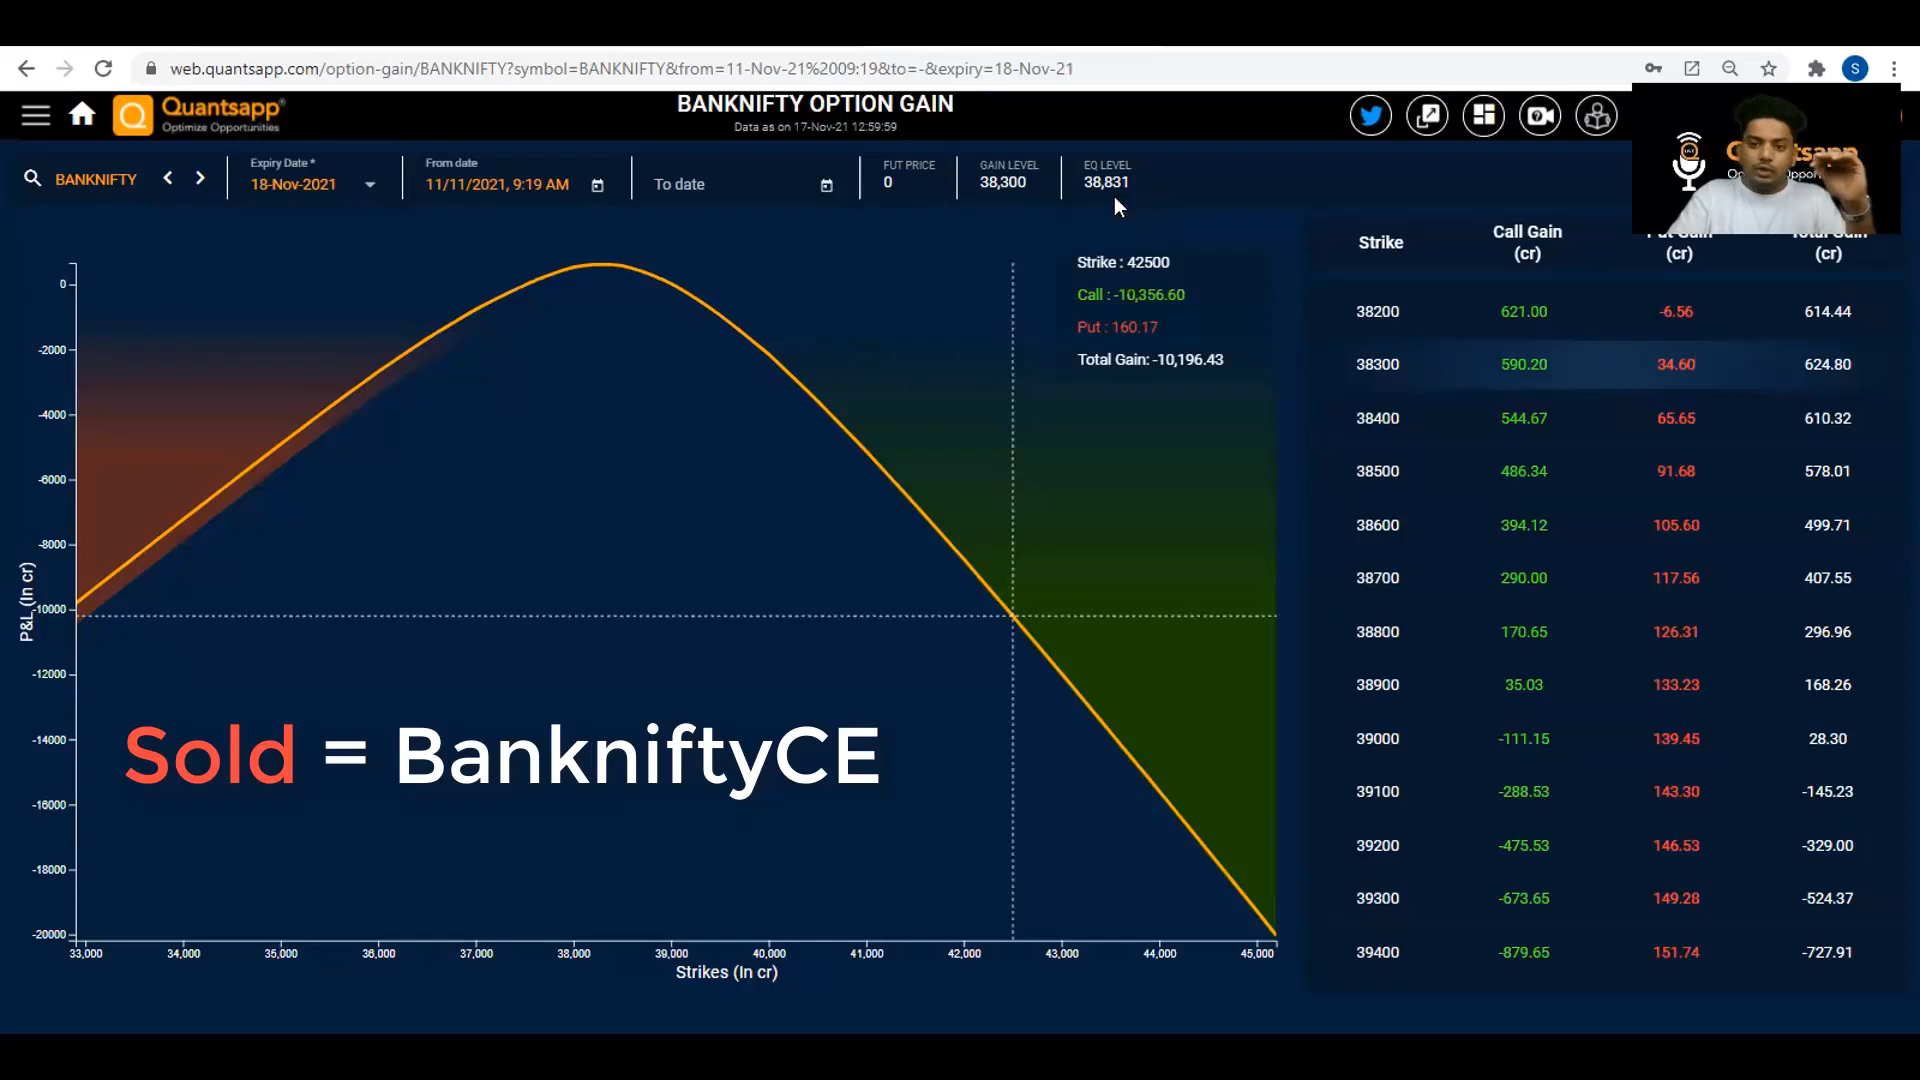 web.quantsapp.com/option-gain/BANKNIFTY?symbol=BANKNIFTY&from=11-Nov-21%2009:19&to=-&expiry=18-Nov-21
S
Quantsapp
Optimize Opportunities
BANKNIFTY OPTION GAIN
Data as on 17-Nov-21 12:59:59
BANKNIFTY
Expiry Date *
18-Nov-2021
From date
11/11/2021, 9:19 AM
To date
FUT PRICE
0
GAIN LEVEL
38,300
EQ LEVEL
38,831
Strike : 42500
Call : -10,356.60
Put : 160.17
Total Gain: -10,196.43
P&L (In cr)
0
-2000
-4000
-6000
-8000
-10000
-12000
-14000
-16000
-18000
-20000
33,000 34,000 35,000 36,000 37,000 38,000 39,000 40,000 41,000 42,000 43,000 44,000 45,000
Strikes (In cr)
Sold = BankniftyCE
Strike Call Gain (cr) Put Gain (cr) Total Gain (cr)
38200 621.00 -6.56 614.44
38300 590.20 34.60 624.80
38400 544.67 65.65 610.32
38500 486.34 91.68 578.01
38600 394.12 105.60 499.71
38700 290.00 117.56 407.55
38800 170.65 126.31 296.96
38900 35.03 133.23 168.26
39000 -111.15 139.45 28.30
39100 -288.53 143.30 -145.23
39200 -475.53 146.53 -329.00
39300 -673.65 149.28 -524.37
39400 -879.65 151.74 -727.91